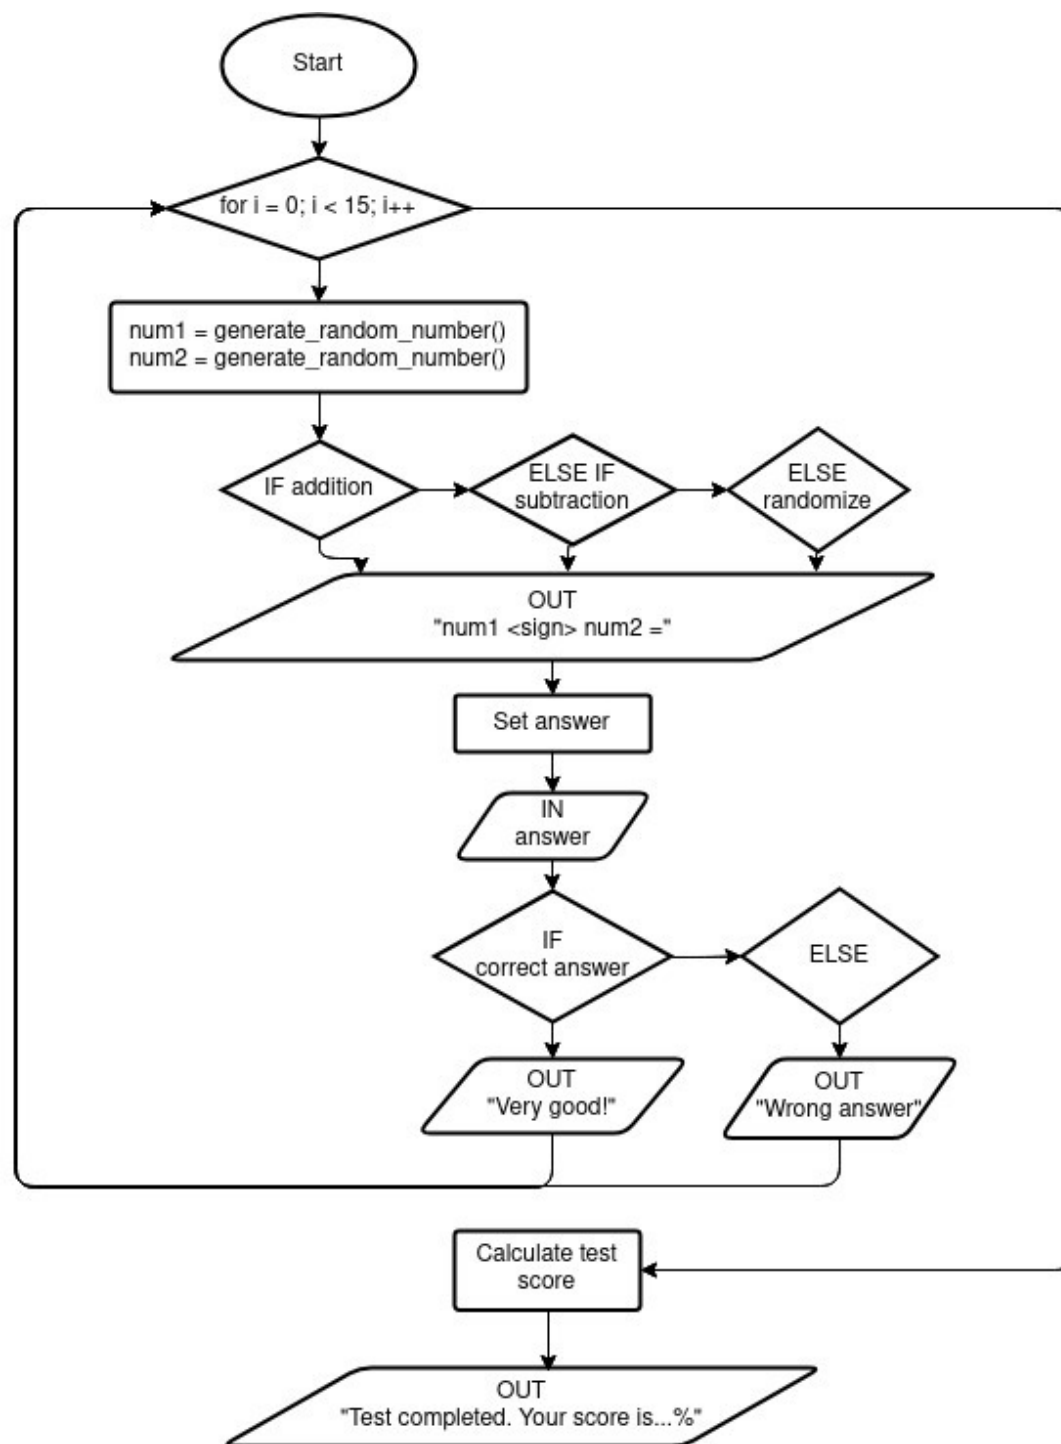 Start
for i = 0; i < 15; i++
num1 = generate_random_number()
num2 = generate_random_number()
IF addition
ELSE IF
subtraction
ELSE
randomize
OUT
"num1 <sign> num2 ="
Set answer
IN
answer
IF
correct answer
ELSE
OUT
"Very good!"
OUT
"Wrong answer"
Calculate test
score
OUT
"Test completed. Your score is...%"